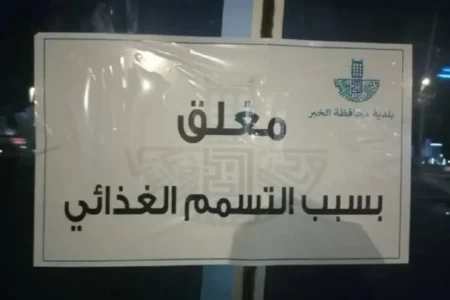 بلدية محافظة الخبر
مغلق
بسبب التسمم الغذائي